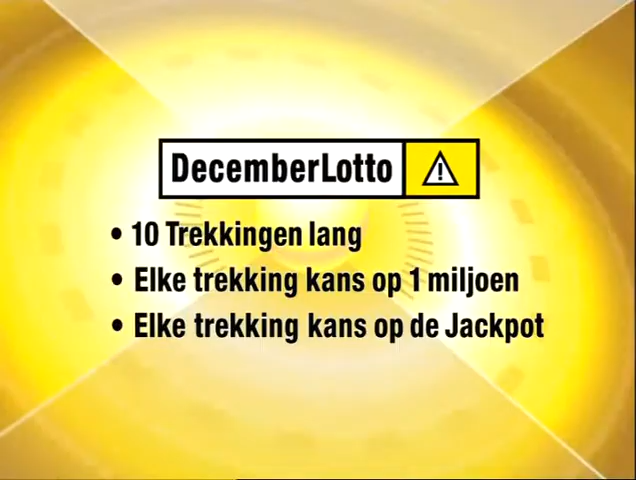 DecemberLotto
• 10 Trekkingen lang
• Elke trekking kans op 1 miljoen
• Elke trekking kans op de Jackpot